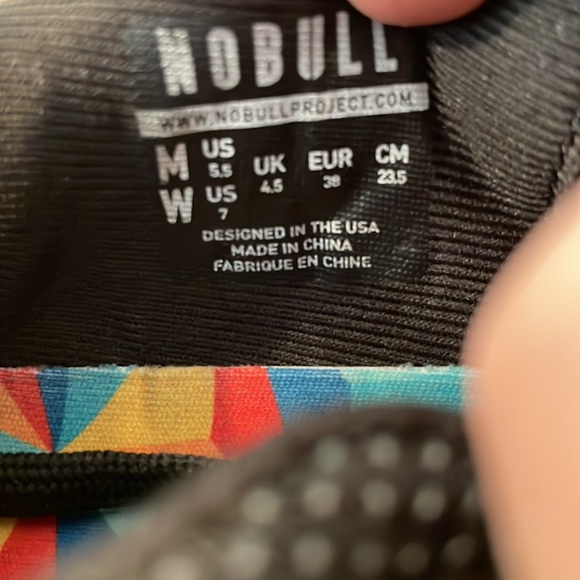 NOBULL
WWW.NOBULLPROJECT.COM
M US 5.5 UK 4.5 EUR 38 CM 23.5
W US 7
DESIGNED IN THE USA
MADE IN CHINA
FABRIQUE EN CHINE